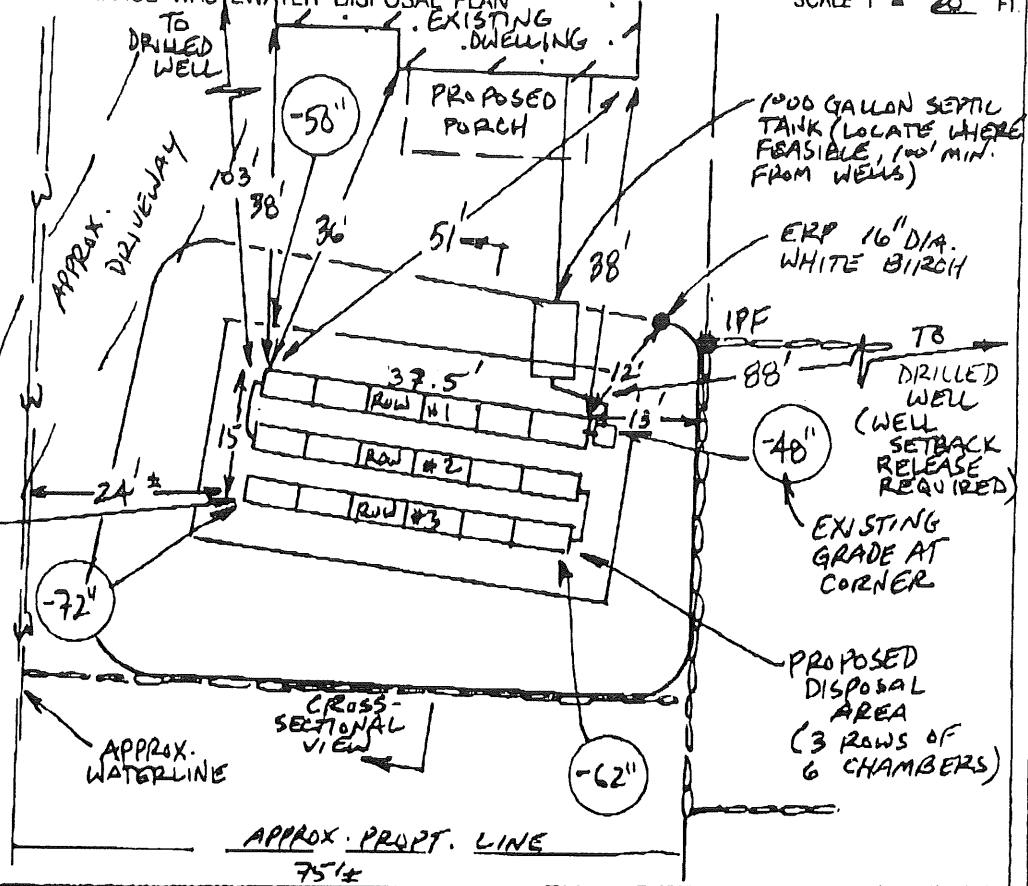 WASTEWATER DISPOSAL PLAN
SCALE 1" = 20 FT.
TO
DRILLED
WELL
EXISTING
DWELLING
-50"
PROPOSED
PORCH
1000 GALLON SEPTIC
TANK (LOCATE WHERE
FEASIBLE, 100' MIN.
FROM WELLS)
APPROX.
DRIVEWAY
103'
38'
36'
51'
38'
ERP 16" DIA.
WHITE BIRCH
IPF
TO
DRILLED
WELL
(WELL
SETBACK
RELEASE
REQUIRED)
37.5'
12'
88'
13'
ROW #1
15'
ROW #2
-48"
24'±
ROW #3
EXISTING
GRADE AT
CORNER
-72"
PROPOSED
DISPOSAL
AREA
(3 ROWS OF
6 CHAMBERS)
CROSS-
SECTIONAL
VIEW
APPROX.
WATERLINE
-62"
APPROX. PROPT. LINE
75'±
W
W
W